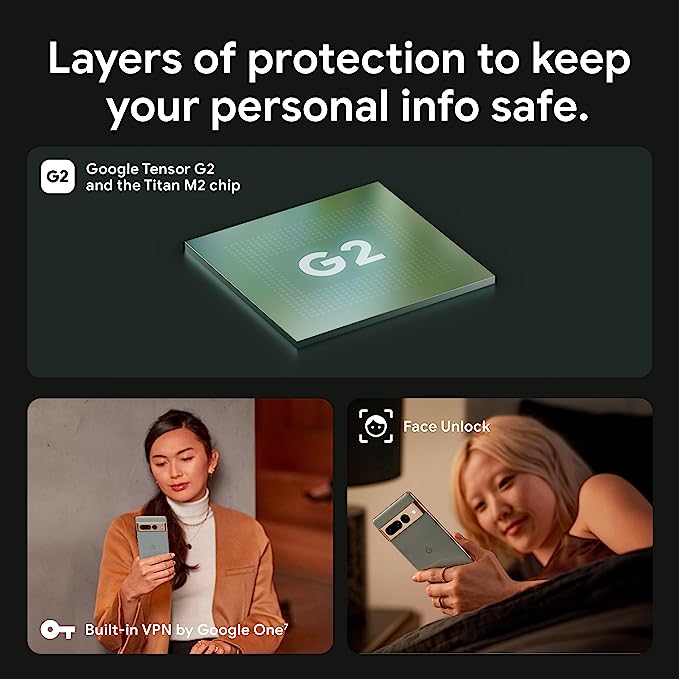 Layers of protection to keep
your personal info safe.
G2
Google Tensor G2
and the Titan M2 chip
G2
Face Unlock
G
Built-in VPN by Google One⁷